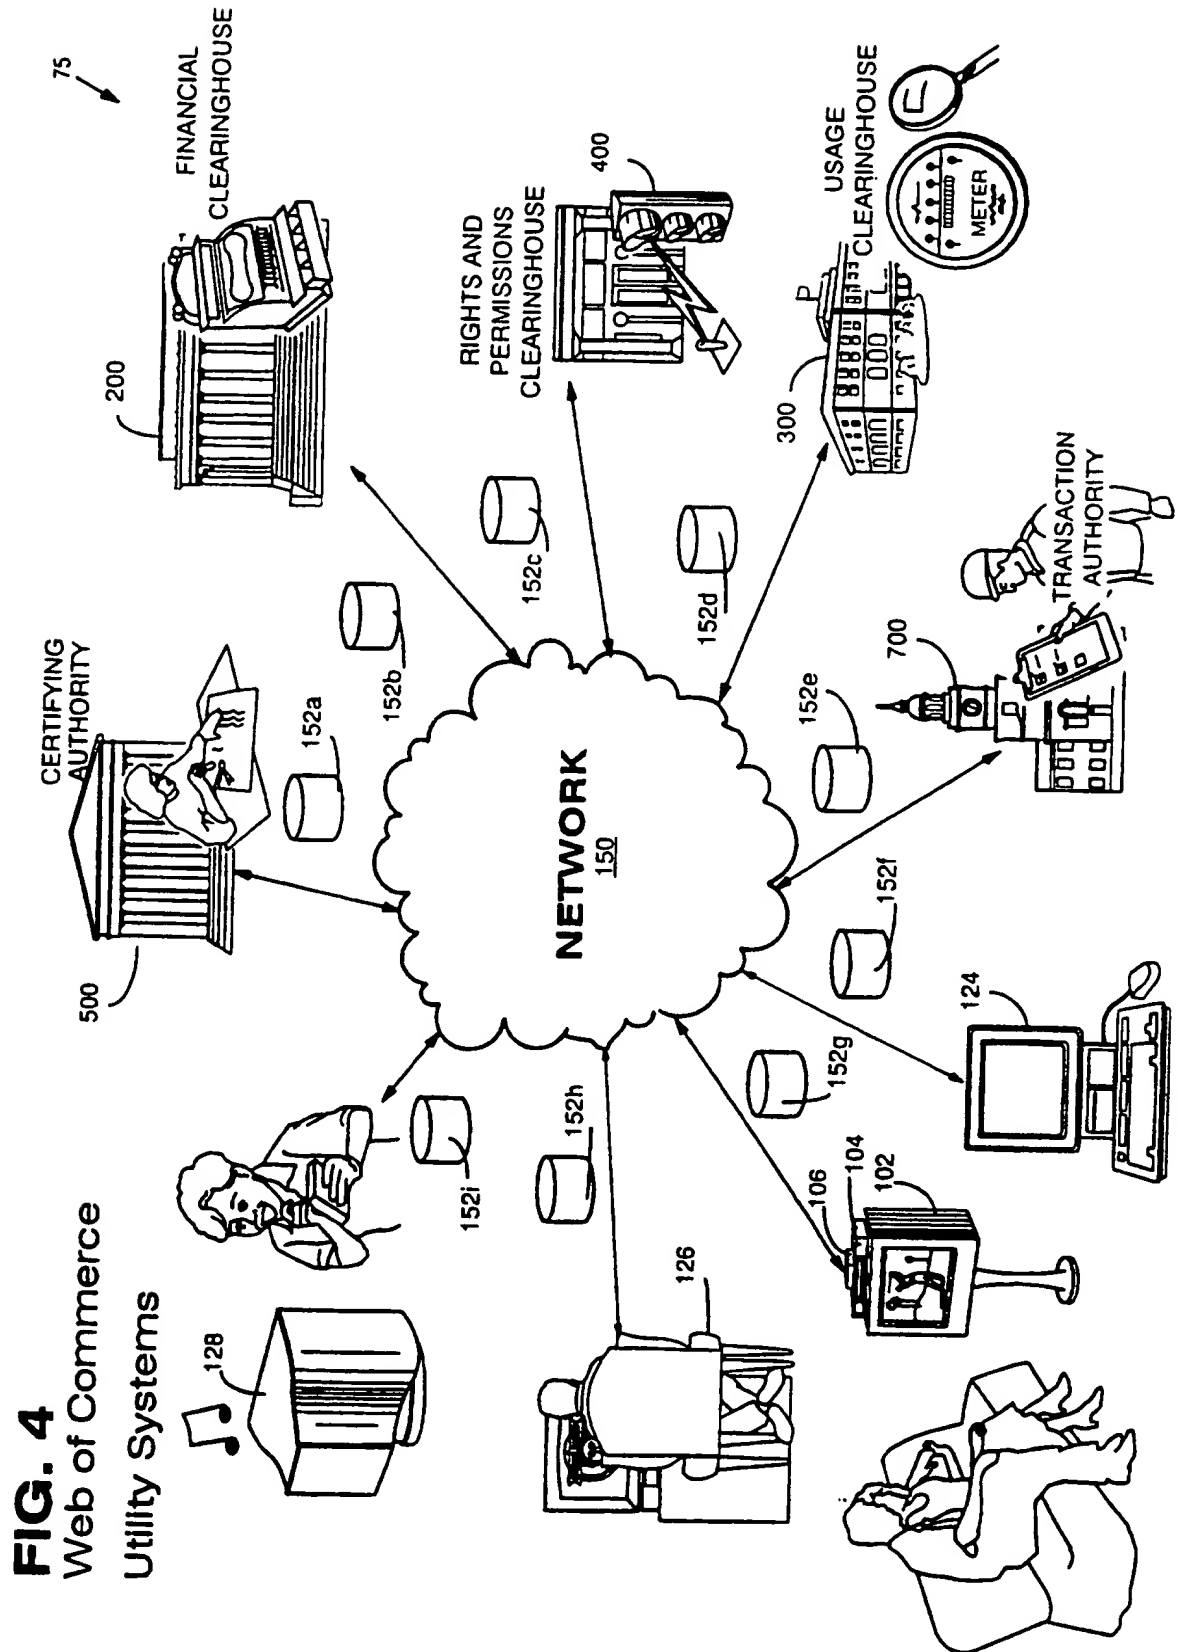 FIG. 4
Web of Commerce
Utility Systems
75
CERTIFYING
AUTHORITY
500
FINANCIAL
CLEARINGHOUSE
200
RIGHTS AND
PERMISSIONS
CLEARINGHOUSE
400
USAGE
CLEARINGHOUSE
METER
300
TRANSACTION
AUTHORITY
700
NETWORK
150
152a
152b
152c
152d
152e
152f
152g
152h
152i
128
126
106
104
102
124